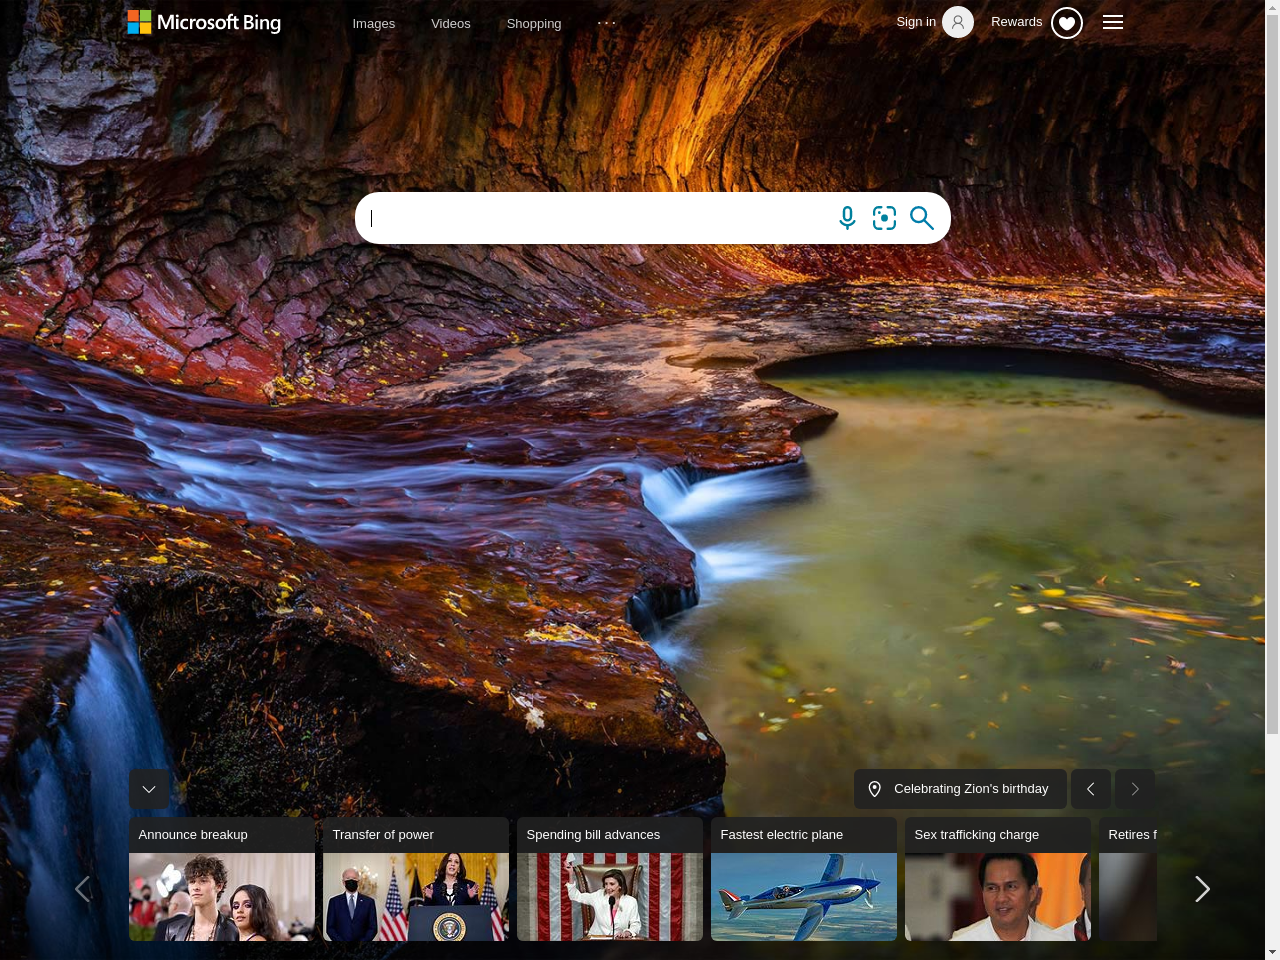 Microsoft Bing
Images
Videos
Shopping
...
Sign in
Rewards
Celebrating Zion's birthday
Announce breakup
Transfer of power
Spending bill advances
Fastest electric plane
Sex trafficking charge
Retires f